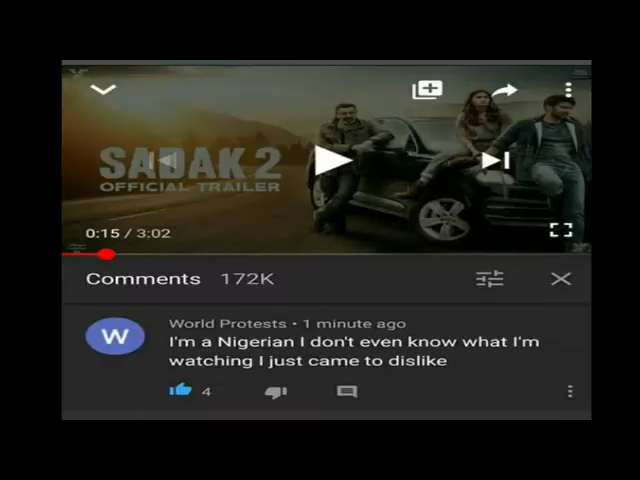 SADAK 2
OFFICIAL TRAILER
0:15 / 3:02
Comments 172K
W
World Protests • 1 minute ago
I'm a Nigerian I don't even know what I'm
watching I just came to dislike
4